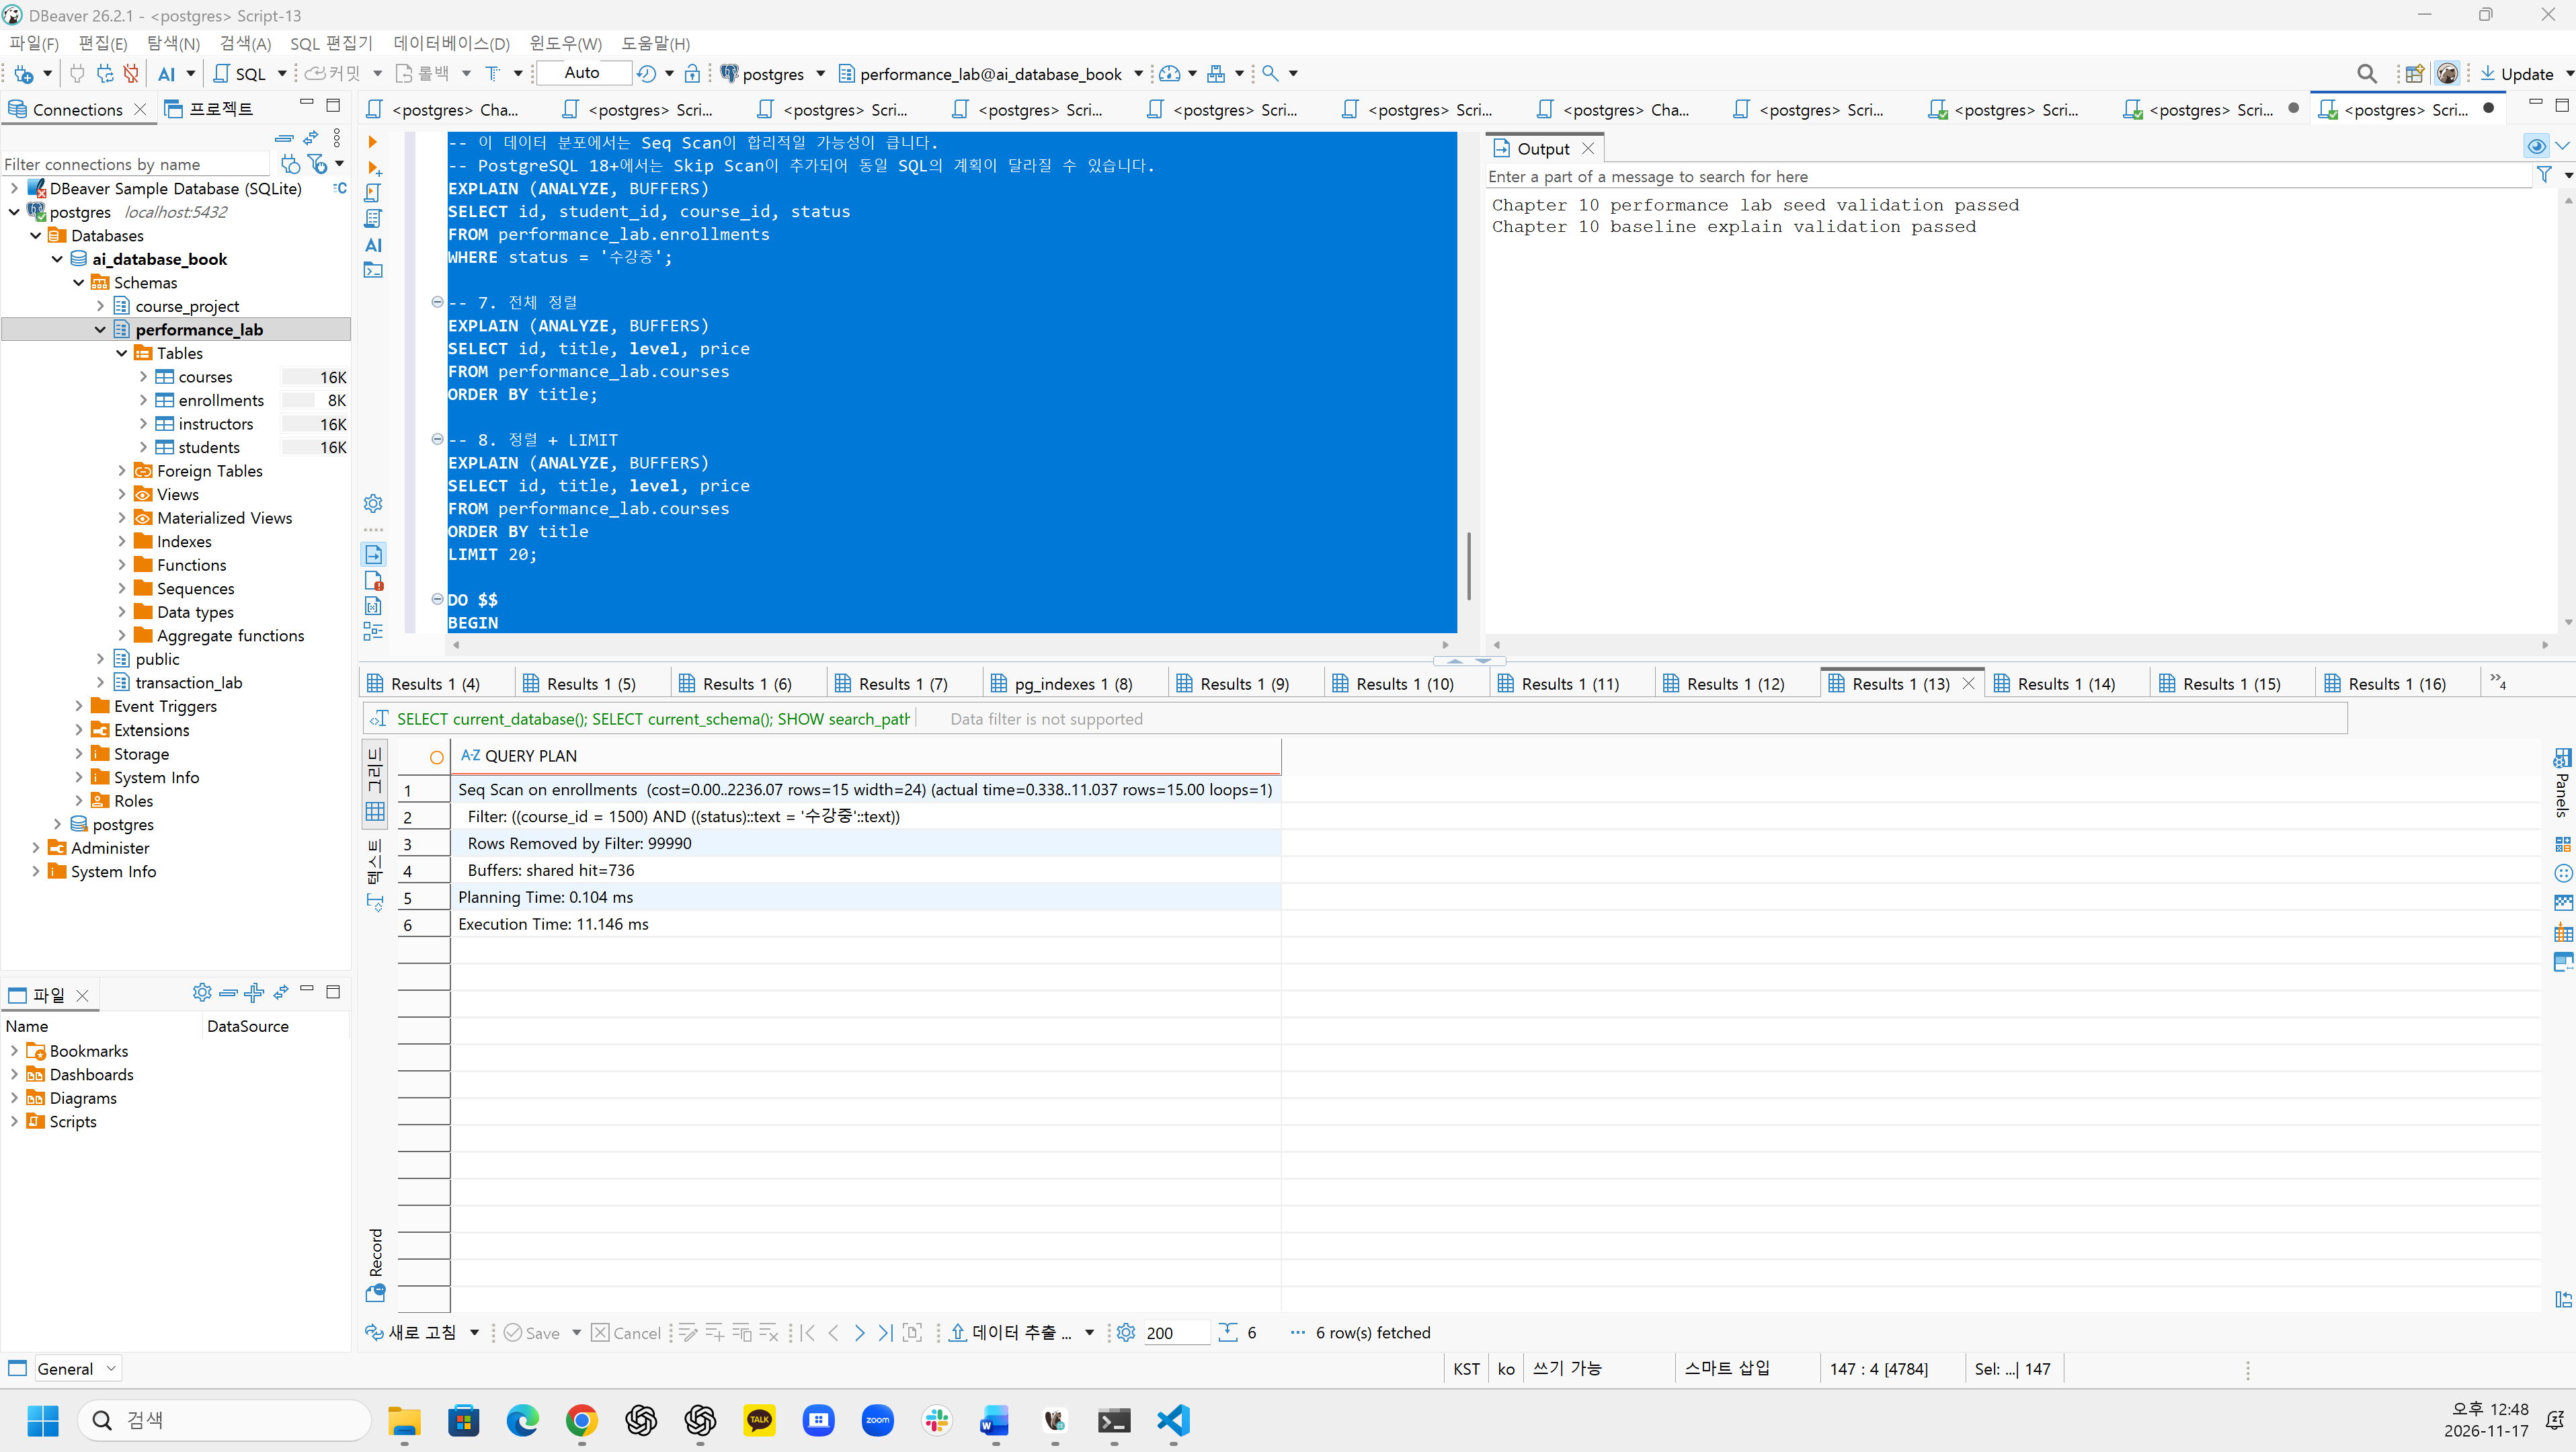 DBeaver 26.2.1 - <postgres> Script-13
파일(F) 편집(E) 탐색(N) 검색(A) SQL 편집기 데이터베이스(D) 윈도우(W) 도움말(H)
AI SQL 커밋 롤백 Auto postgres performance_lab@ai_database_book Update
Connections 프로젝트
<postgres> Cha... <postgres> Scri... <postgres> Scri... <postgres> Scri... <postgres> Scri... <postgres> Scri... <postgres> Cha... <postgres> Scri... <postgres> Scri... <postgres> Scri... <postgres> Scri...
Filter connections by name
DBeaver Sample Database (SQLite)
postgres localhost:5432
Databases
ai_database_book
Schemas
course_project
performance_lab
Tables
courses 16K
enrollments 8K
instructors 16K
students 16K
Foreign Tables
Views
Materialized Views
Indexes
Functions
Sequences
Data types
Aggregate functions
public
transaction_lab
Event Triggers
Extensions
Storage
System Info
Roles
postgres
Administer
System Info
파일
Name DataSource
Bookmarks
Dashboards
Diagrams
Scripts
General
AI
-- 이 데이터 분포에서는 Seq Scan이 합리적일 가능성이 큽니다.
-- PostgreSQL 18+에서는 Skip Scan이 추가되어 동일 SQL의 계획이 달라질 수 있습니다.
EXPLAIN (ANALYZE, BUFFERS)
SELECT id, student_id, course_id, status
FROM performance_lab.enrollments
WHERE status = '수강중';
-- 7. 전체 정렬
EXPLAIN (ANALYZE, BUFFERS)
SELECT id, title, level, price
FROM performance_lab.courses
ORDER BY title;
-- 8. 정렬 + LIMIT
EXPLAIN (ANALYZE, BUFFERS)
SELECT id, title, level, price
FROM performance_lab.courses
ORDER BY title
LIMIT 20;
DO $$
BEGIN
Output
Enter a part of a message to search for here
Chapter 10 performance lab seed validation passed
Chapter 10 baseline explain validation passed
Results 1 (4) Results 1 (5) Results 1 (6) Results 1 (7) pg_indexes 1 (8) Results 1 (9) Results 1 (10) Results 1 (11) Results 1 (12) Results 1 (13) Results 1 (14) Results 1 (15) Results 1 (16) »4
SELECT current_database(); SELECT current_schema(); SHOW search_path Data filter is not supported
그리드
텍스트
Record
Panels
A-Z QUERY PLAN
1 Seq Scan on enrollments (cost=0.00..2236.07 rows=15 width=24) (actual time=0.338..11.037 rows=15.00 loops=1)
2 Filter: ((course_id = 1500) AND ((status)::text = '수강중'::text))
3 Rows Removed by Filter: 99990
4 Buffers: shared hit=736
5 Planning Time: 0.104 ms
6 Execution Time: 11.146 ms
새로 고침 Save Cancel 데이터 추출 ... 200 6 ... 6 row(s) fetched
KST ko 쓰기 가능 스마트 삽입 147 : 4 [4784] Sel: ...| 147
검색
TALK
zoom
오후 12:48
2026-11-17